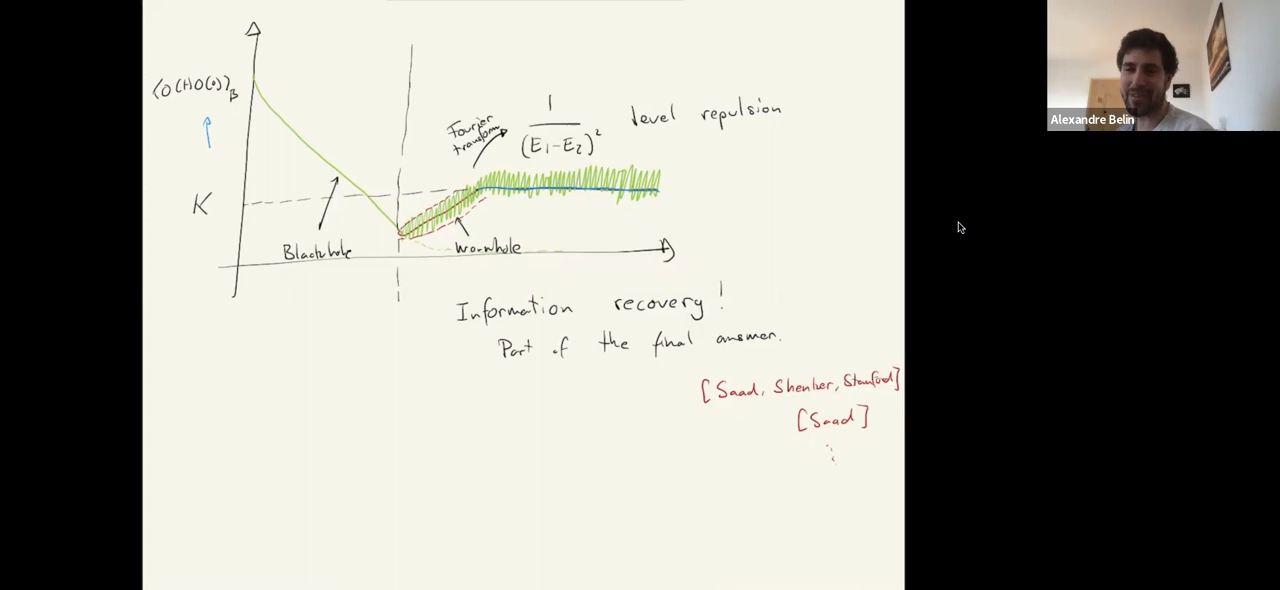 ⟨O(t)O(0)⟩β
K
Black hole
Fourier
transform
1
(E₁-E₂)²
level repulsion
wormhole
Information recovery!
Part of the final answer.
[Saad, Shenker, Stanford]
[Saad]
⋮
Alexandre Belin